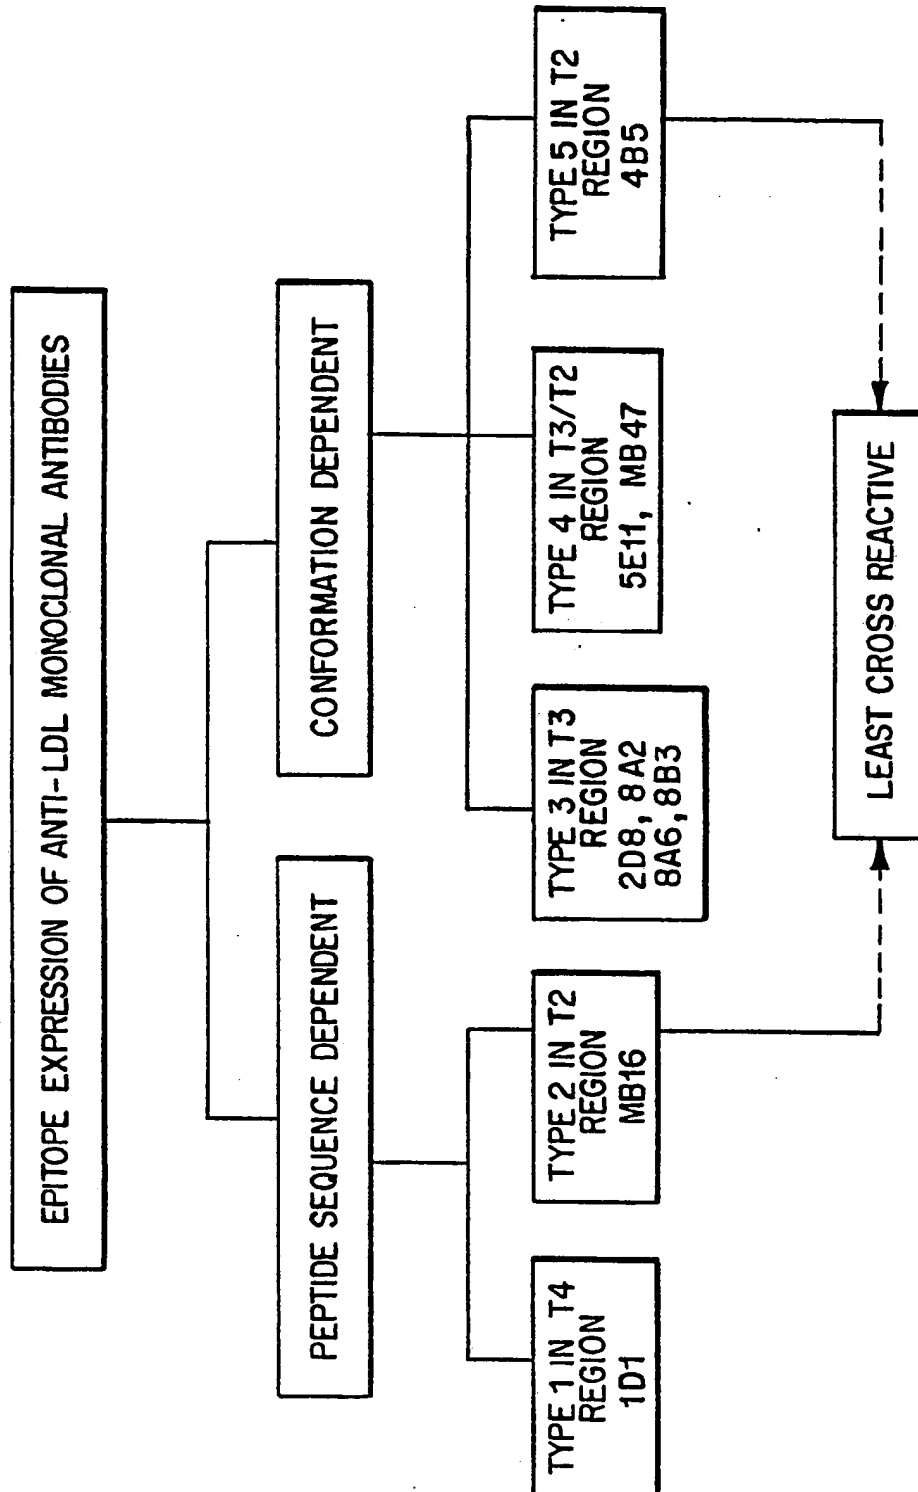 EPITOPE EXPRESSION OF ANTI-LDL MONOCLONAL ANTIBODIES
PEPTIDE SEQUENCE DEPENDENT
CONFORMATION DEPENDENT
TYPE 1 IN T4
REGION
1D1
TYPE 2 IN T2
REGION
MB16
TYPE 3 IN T3
REGION
2D8, 8A2
8A6, 8B3
TYPE 4 IN T3/T2
REGION
5E11, MB47
TYPE 5 IN T2
REGION
4B5
LEAST CROSS REACTIVE